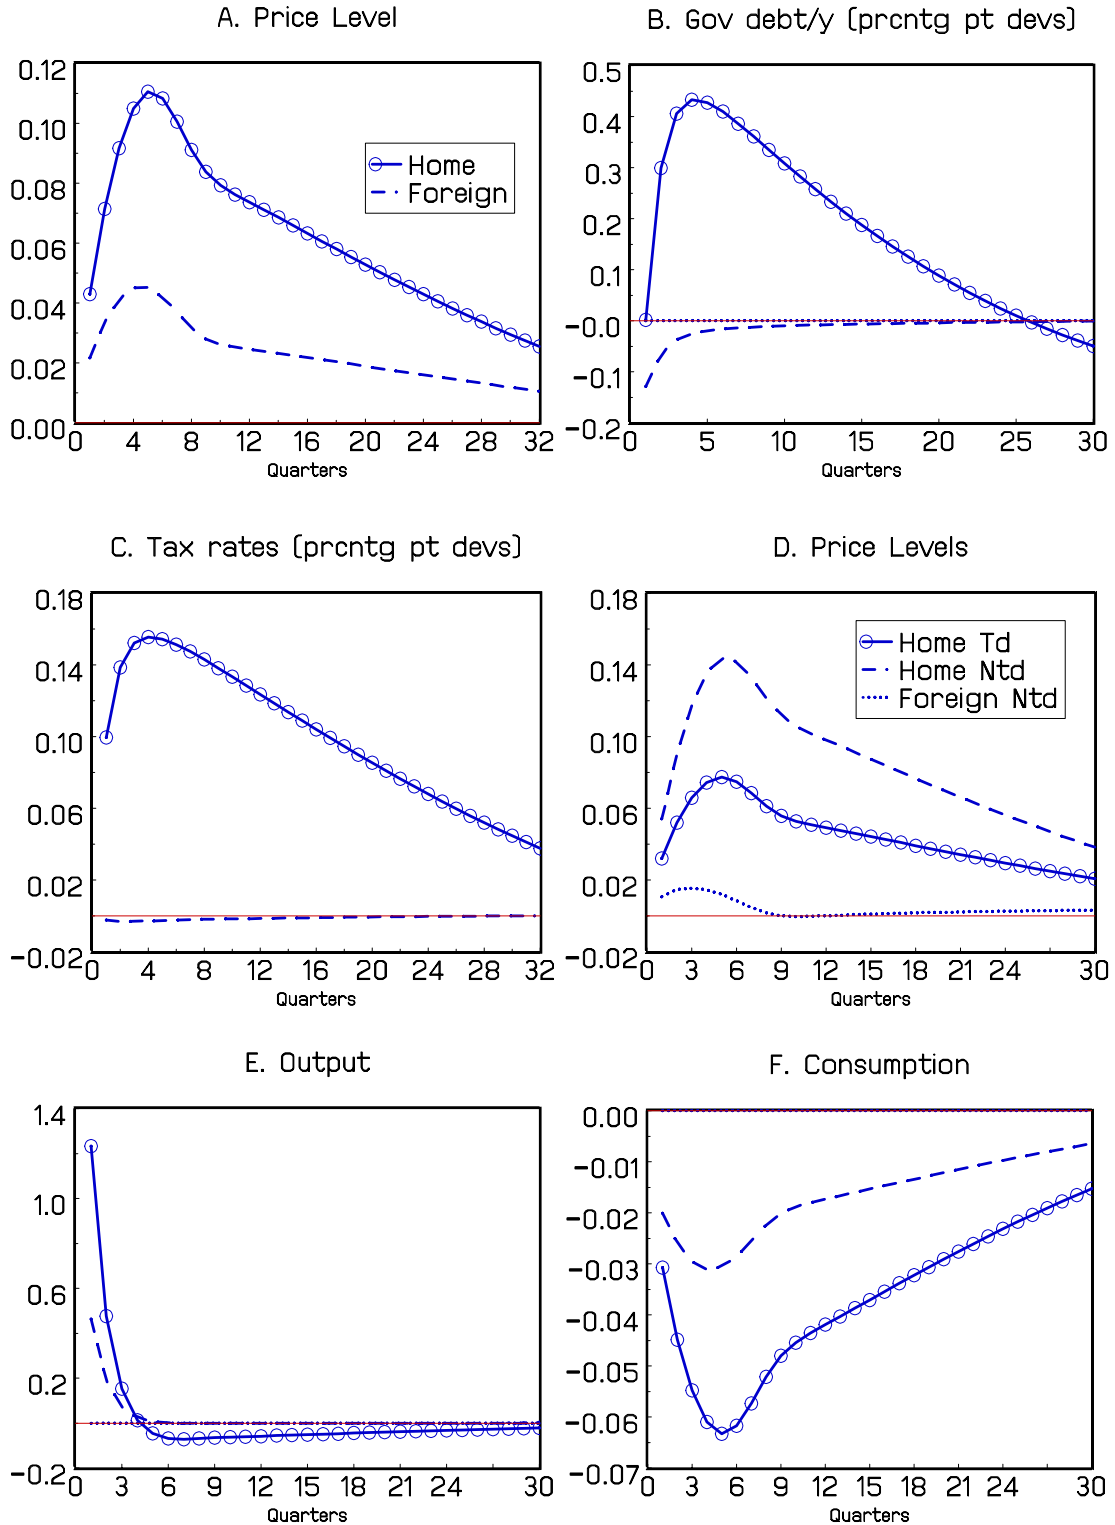 A. Price Level
0.12
0.10
0.08
0.06
0.04
0.02
0.00
0 4 8 12 16 20 24 28 32
Quarters
Home
Foreign
B. Gov debt/y (prcntg pt devs)
0.5
0.4
0.3
0.2
0.1
-0.0
-0.1
-0.2
0 5 10 15 20 25 30
Quarters
C. Tax rates (prcntg pt devs)
0.18
0.14
0.10
0.06
0.02
-0.02
0 4 8 12 16 20 24 28 32
Quarters
D. Price Levels
0.18
0.14
0.10
0.06
0.02
-0.02
0 3 6 9 12 15 18 21 24 30
Quarters
Home Td
Home Ntd
Foreign Ntd
E. Output
1.4
1.0
0.6
0.2
-0.2
0 3 6 9 12 15 18 21 24 30
Quarters
F. Consumption
0.00
-0.01
-0.02
-0.03
-0.04
-0.05
-0.06
-0.07
0 3 6 9 12 15 18 21 24 30
Quarters